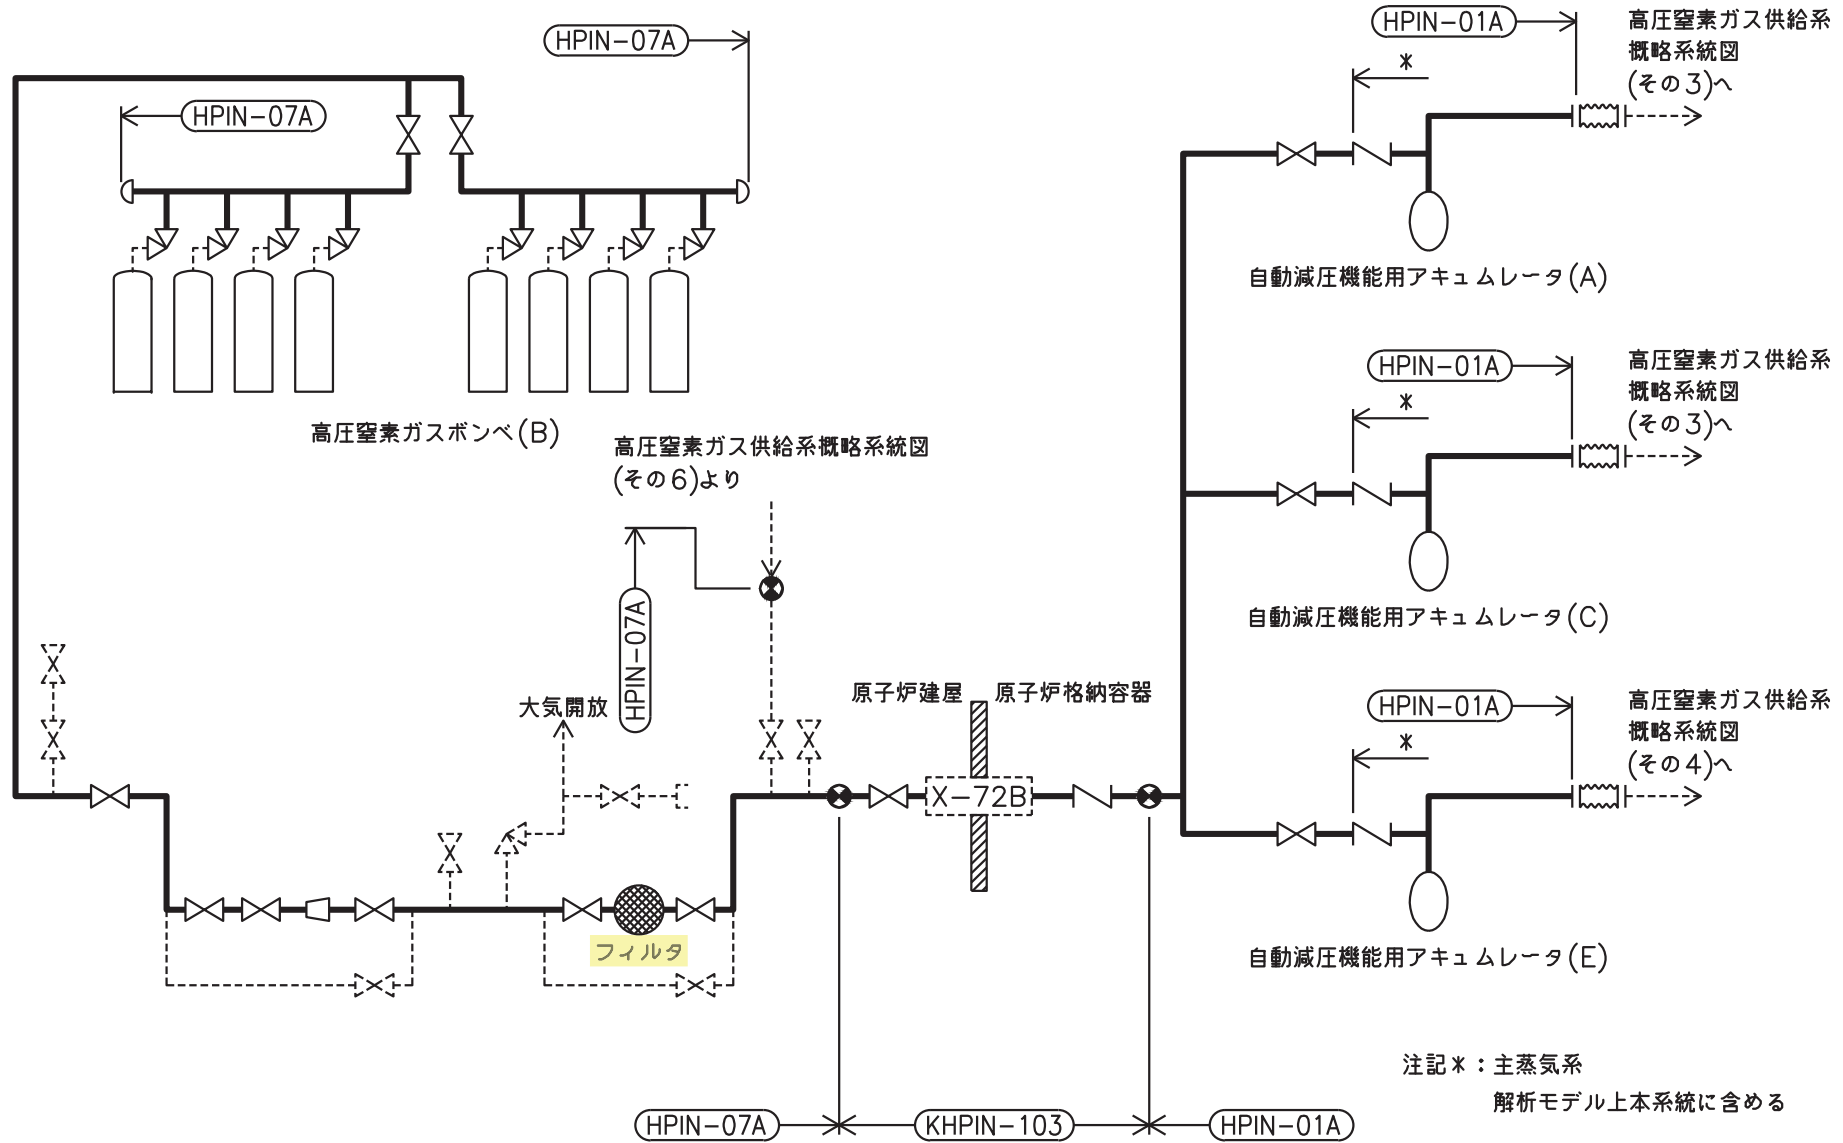 HPIN-07A
HPIN-07A
高圧窒素ガスボンベ(B)
高圧窒素ガス供給系概略系統図
(その6)より
HPIN-07A
大気開放
フィルタ
原子炉建屋
原子炉格納容器
X-72B
HPIN-07A
KHPIN-103
HPIN-01A
HPIN-01A
*
高圧窒素ガス供給系
概略系統図
(その3)へ
自動減圧機能用アキュムレータ(A)
HPIN-01A
*
高圧窒素ガス供給系
概略系統図
(その3)へ
自動減圧機能用アキュムレータ(C)
HPIN-01A
*
高圧窒素ガス供給系
概略系統図
(その4)へ
自動減圧機能用アキュムレータ(E)
注記*：主蒸気系
解析モデル上本系統に含める